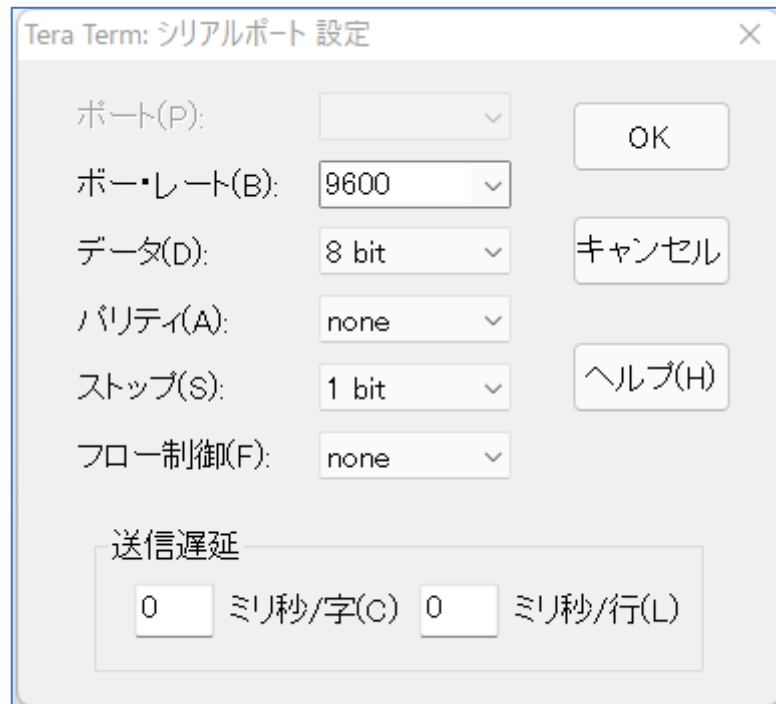 Tera Term: シリアルポート 設定
ポート(P):
OK
ボー・レート(B): 9600
データ(D): 8 bit
キャンセル
パリティ(A): none
ストップ(S): 1 bit
ヘルプ(H)
フロー制御(F): none
送信遅延
0 ミリ秒/字(C) 0 ミリ秒/行(L)